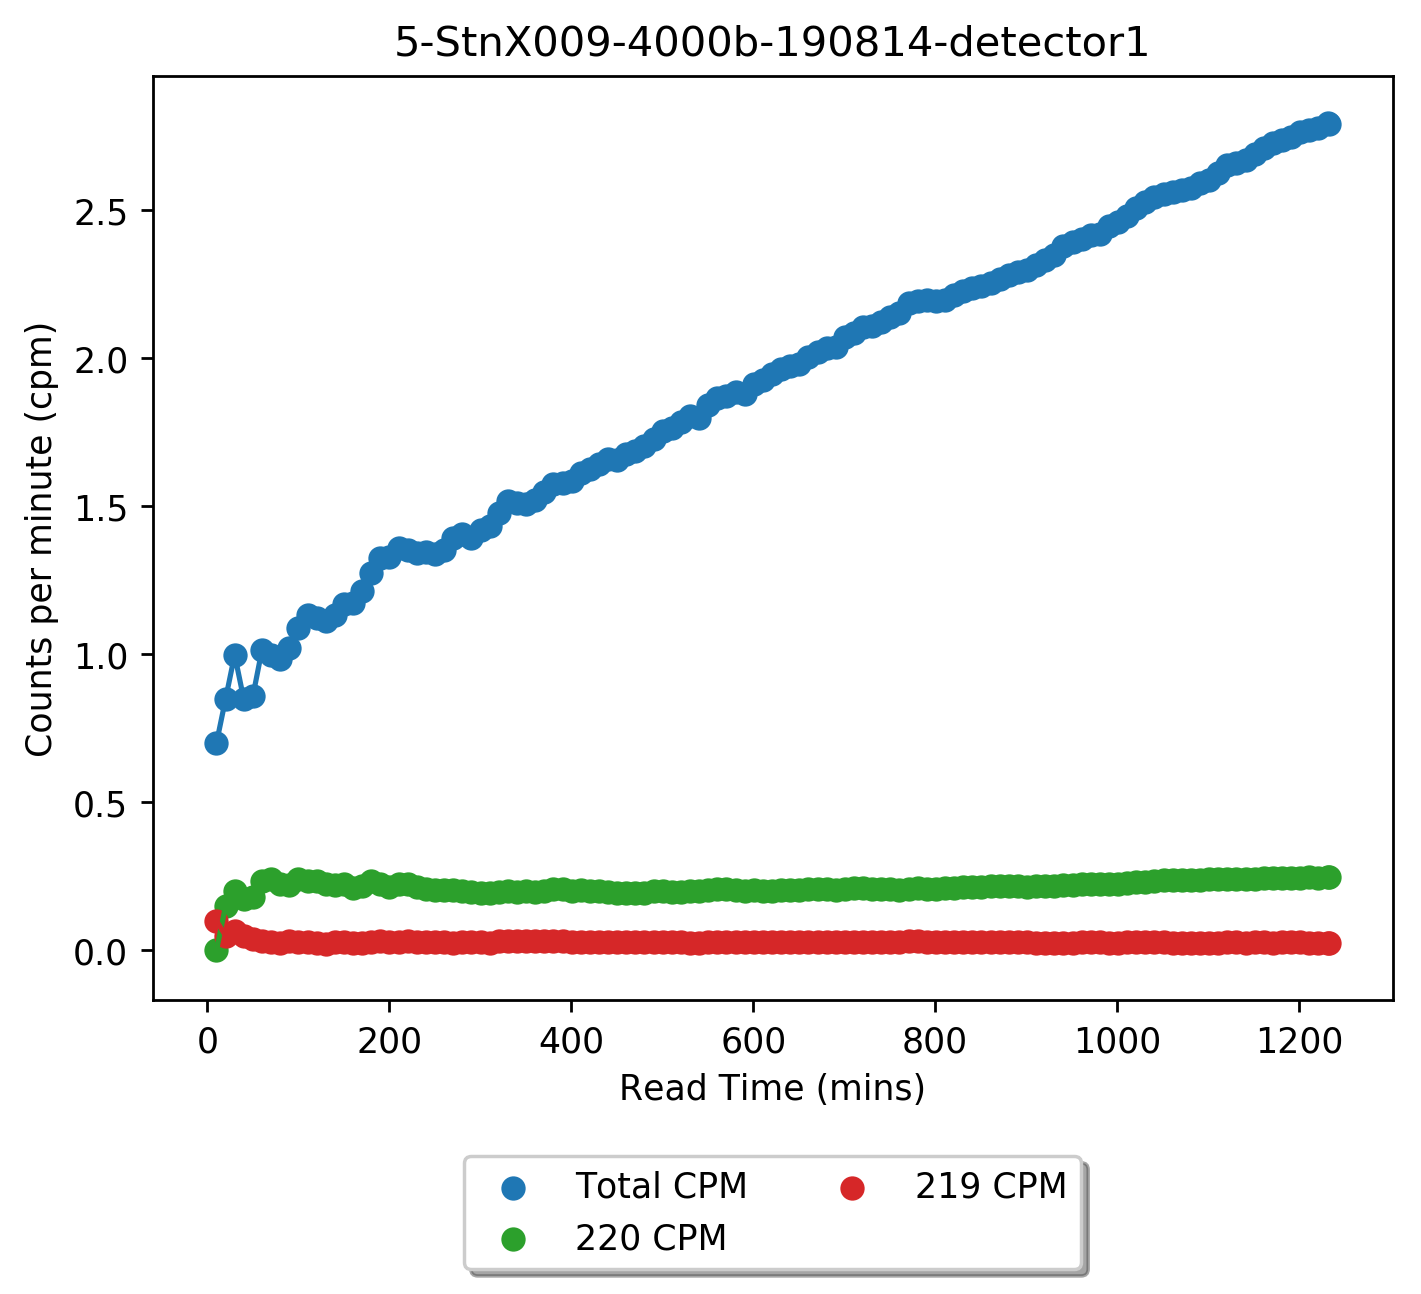 5-StnX009-4000b-190814-detector1
Counts per minute (cpm)
2.5
2.0
1.5
1.0
0.5
0.0
0 200 400 600 800 1000 1200
Read Time (mins)
Total CPM 219 CPM
220 CPM